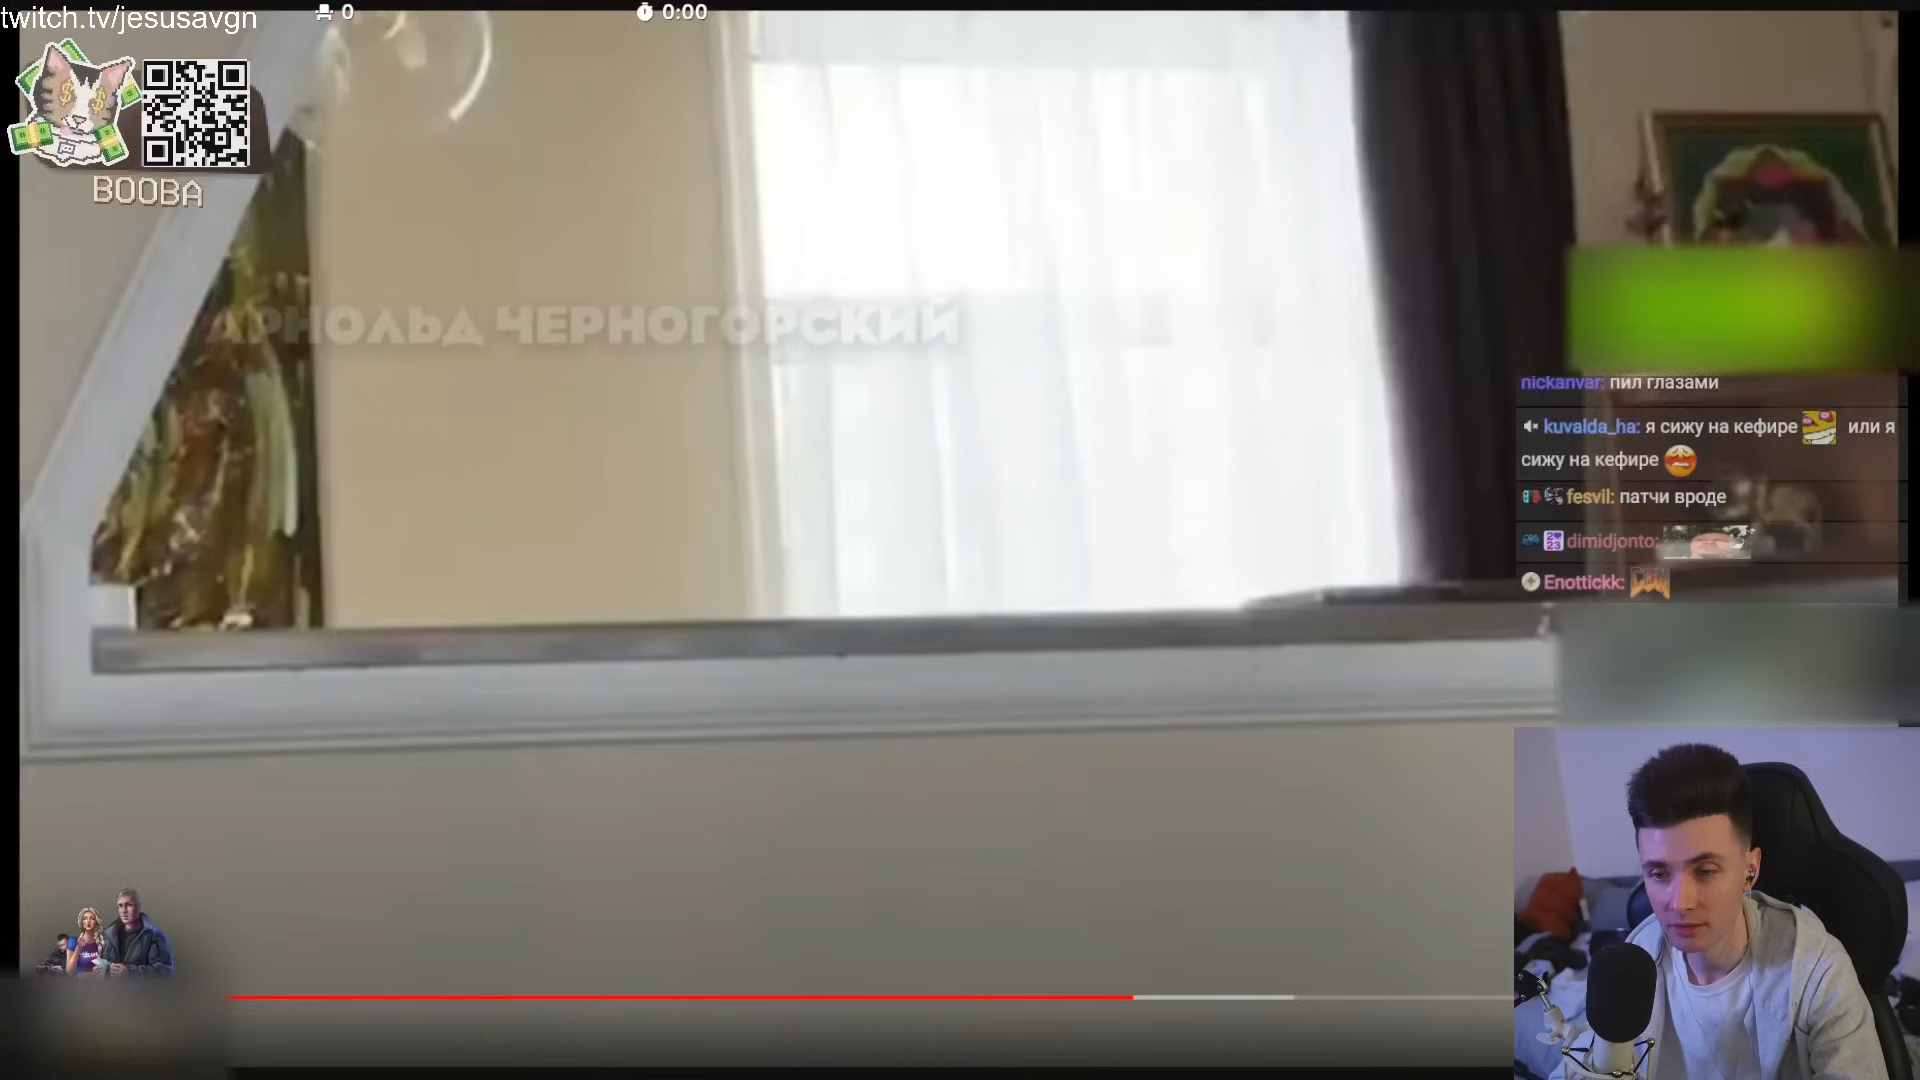 twitch.tv/jesusavgn
0
0:00
BOOBA
АРНОЛЬД ЧЕРНОГОРСКИЙ
nickanvar: пил глазами
kuvalda_ha: я сижу на кефире или я
сижу на кефире
fesvil: патчи вроде
dimidjonto:
Enottickk: